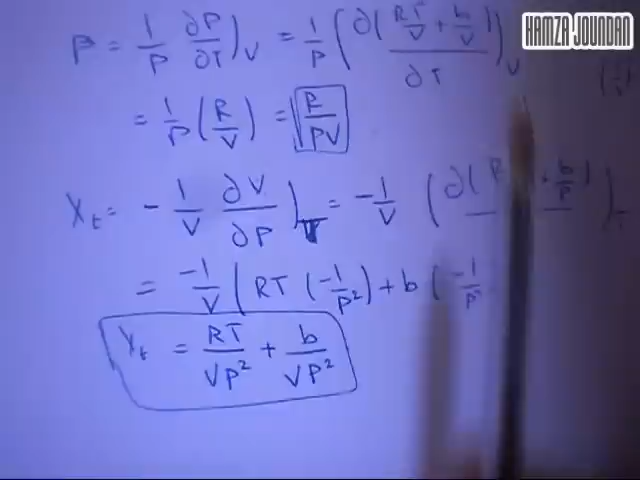 HAMZA JOUNDAN
β = 1/P ∂P/∂T)V = 1/P (∂(RT/V + b/V)/∂T)V
= 1/P (R/V) = R/PV
χt = - 1/V ∂V/∂P)T = -1/V (∂(R + b/P)
= -1/V (RT (-1/P²) + b (-1/P²
χt = RT/VP² + b/VP²